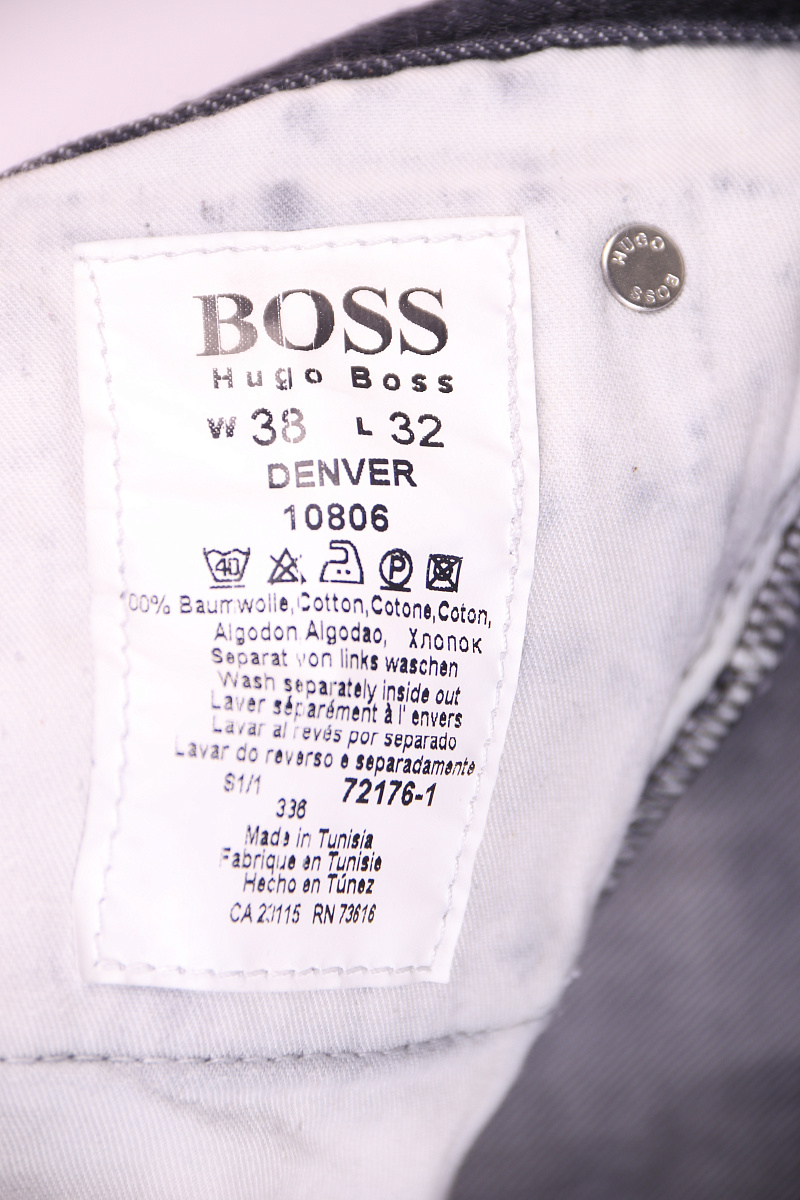 BOSS
Hugo Boss
W 38 L 32
DENVER
10806
40 P
00% Baumwolle,Cotton,Cotone,Coton,
Algodon Algodao, Хлопок
Separat von links waschen
Wash separately inside out
Laver séparément à l'envers
Lavar al revés por separado
Lavar do reverso e separadamente
S1/1 72176-1
336
Made in Tunisia
Fabrique en Tunisie
Hecho en Túnez
CA 23115 RN 73616
HUGO
BOSS